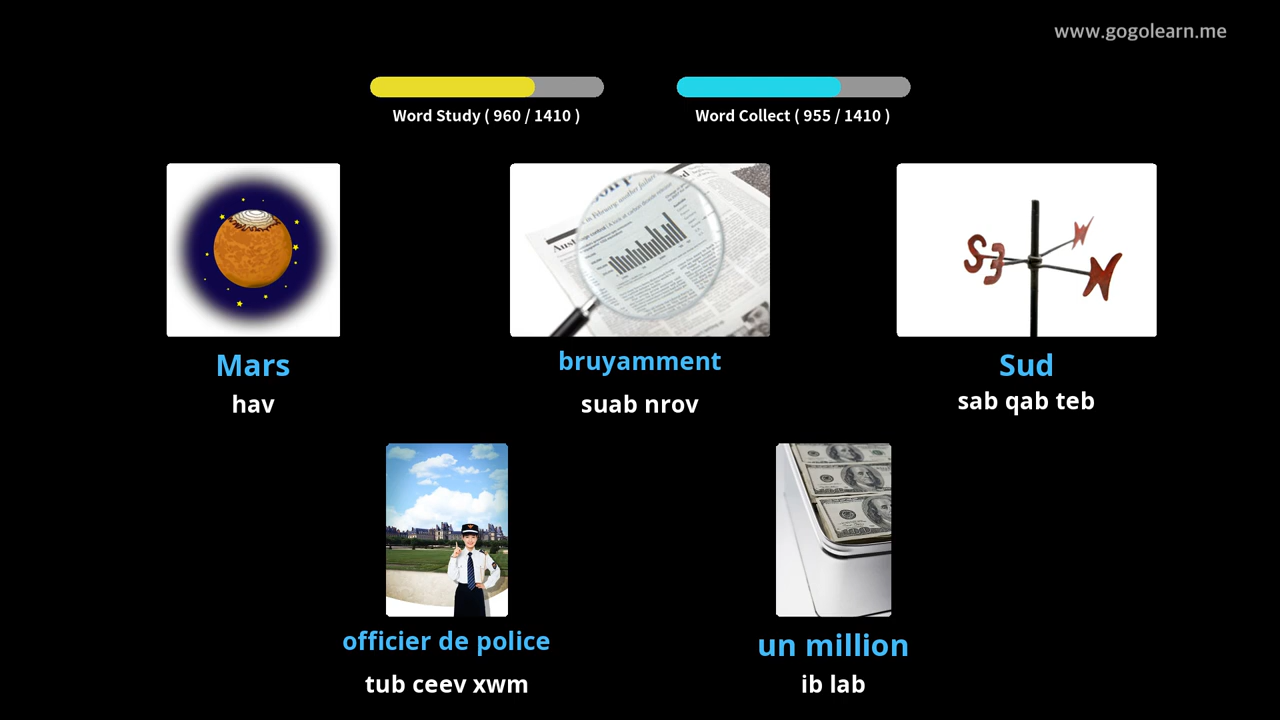 www.gogolearn.me
Word Study ( 960 / 1410 )
Word Collect ( 955 / 1410 )
Mars
hav
bruyamment
suab nrov
Sud
sab qab teb
officier de police
tub ceev xwm
un million
ib lab